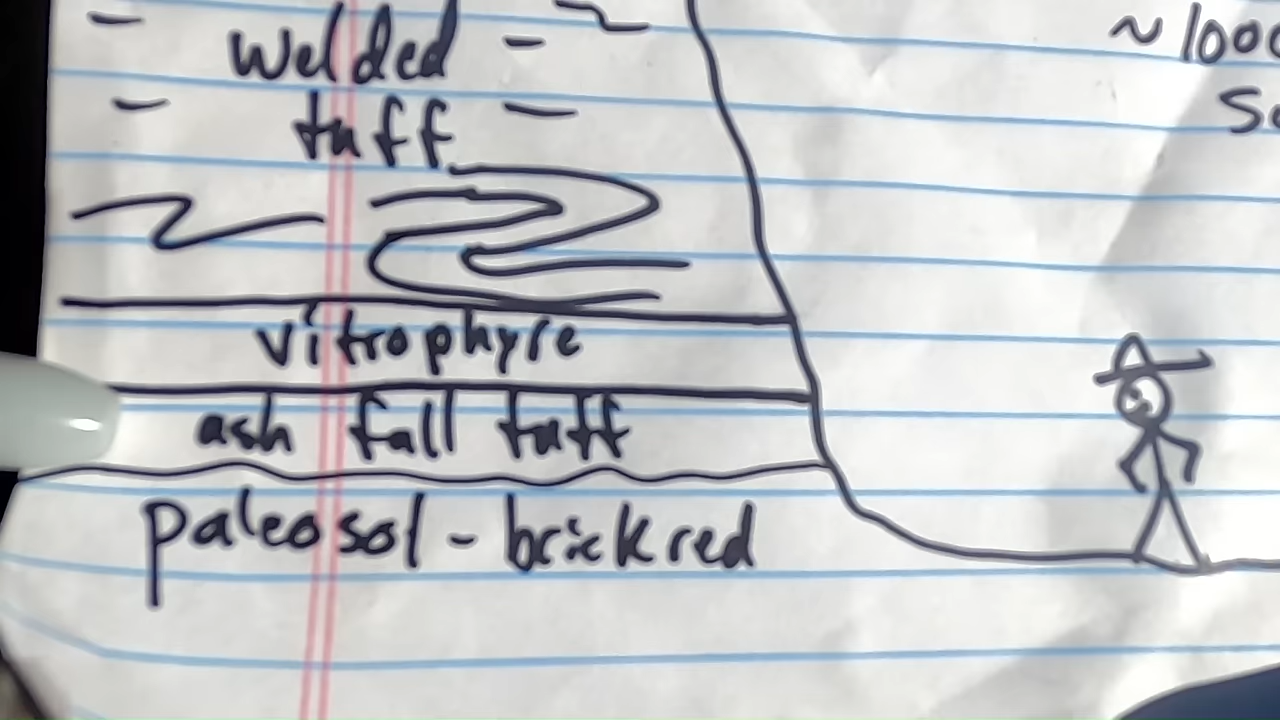 welded
tuff
vitrophyre
ash fall tuff
paleosol - brick red